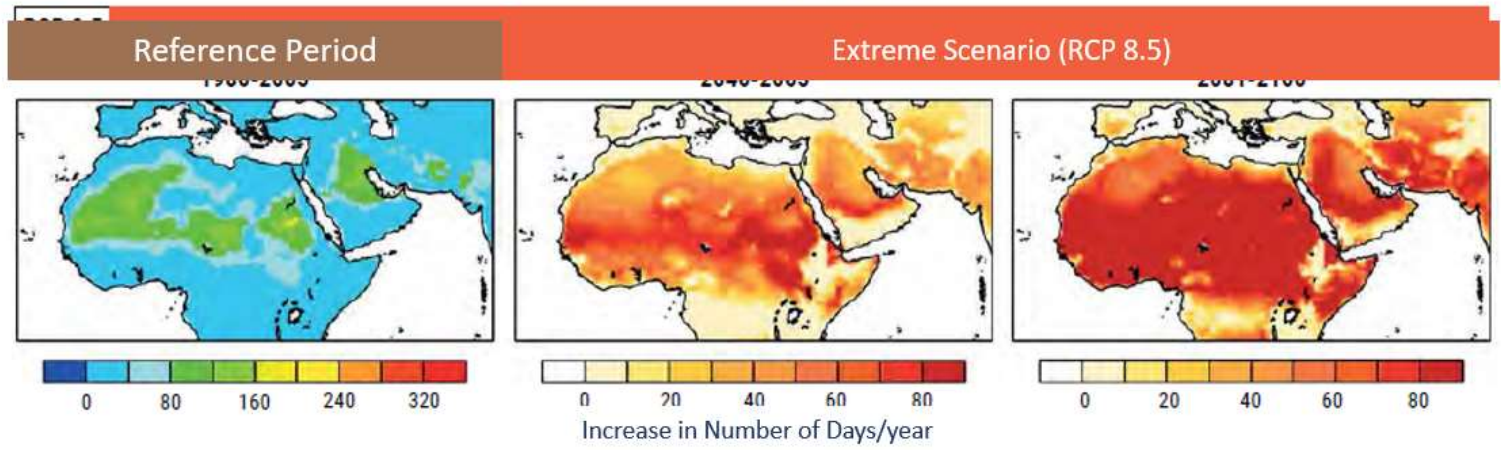 Reference Period
Extreme Scenario (RCP 8.5)
0 80 160 240 320
0 20 40 60 80
0 20 40 60 80
Increase in Number of Days/year